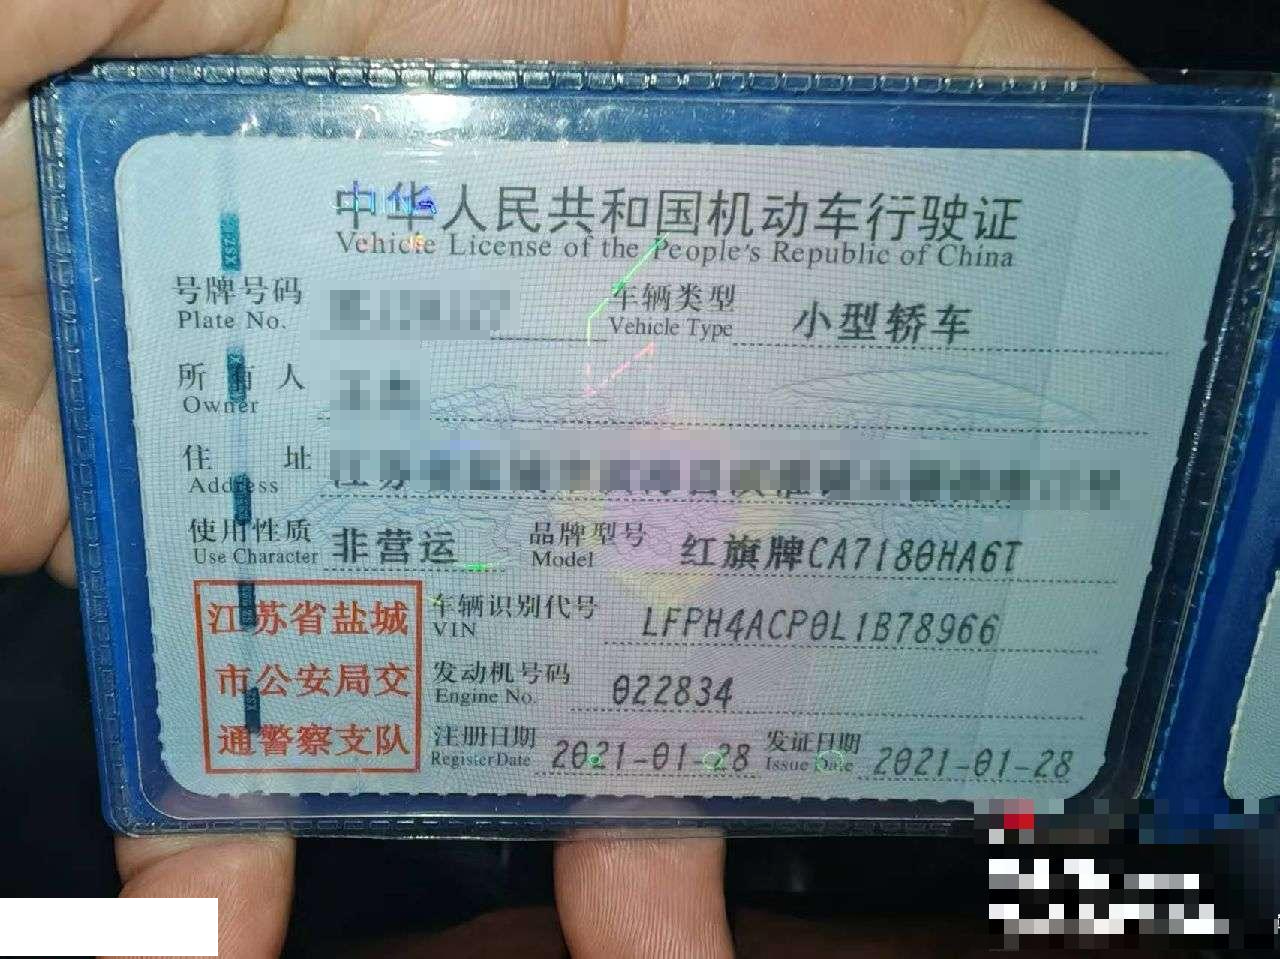 中华人民共和国机动车行驶证
Vehicle License of the People's Republic of China
号牌号码
Plate No.
车辆类型 小型轿车
Vehicle Type
所有人
Owner
住址
Address
使用性质 非营运
Use Character
品牌型号 红旗牌CA7180HA6T
Model
江苏省盐城
市公安局交
通警察支队
车辆识别代号 LFPH4ACP0L1B78966
VIN
发动机号码 022834
Engine No.
注册日期 2021-01-28
Register Date
发证日期 2021-01-28
Issue Date